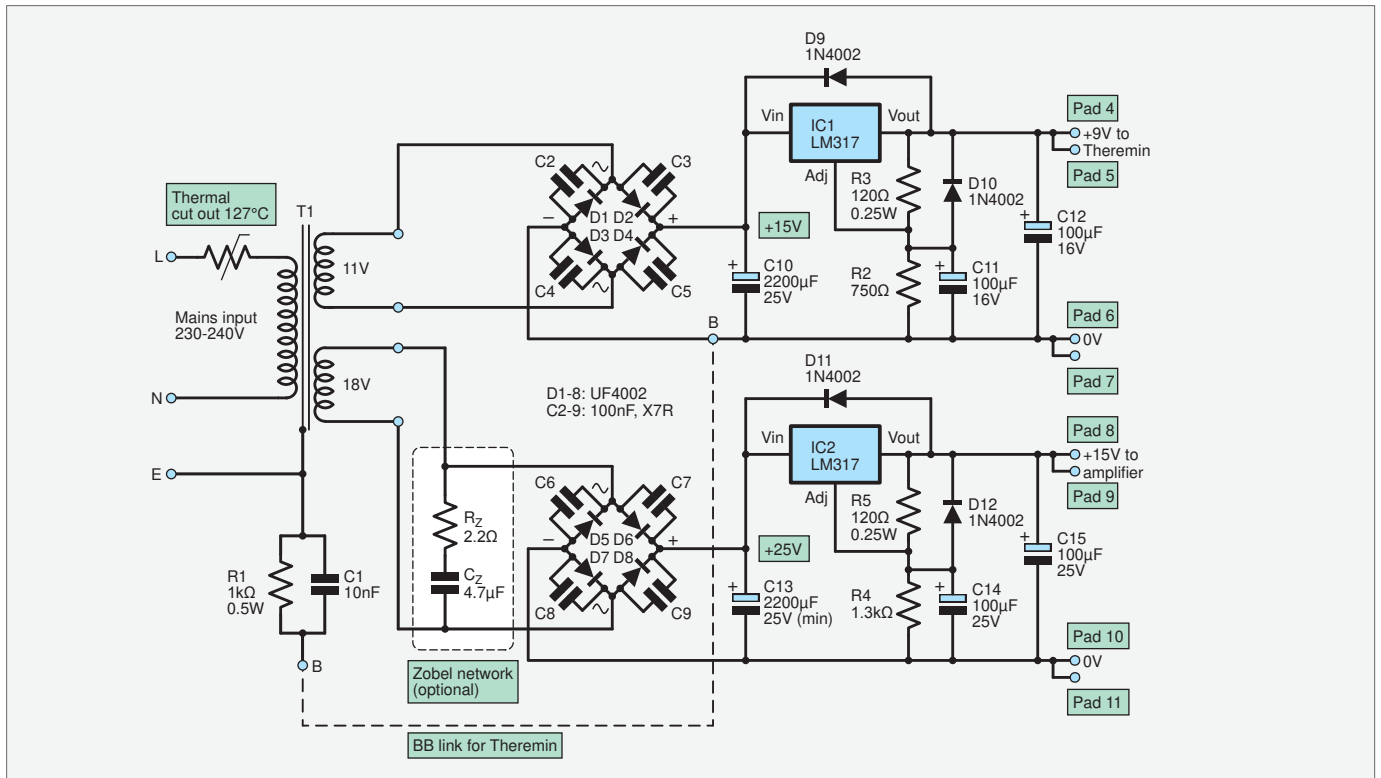 D9
1N4002
Vin
IC1
LM317
Vout
Adj
Pad 4
+9V to
Theremin
Pad 5
C2
C3
~
D1 D2
D3 D4
−
+
~
C4
C5
Thermal
cut out 127°C
T1
L
11V
Mains input
230-240V
18V
N
E
+15V
R3
120Ω
0.25W
D10
1N4002
+
C12
100µF
16V
+
C10
2200µF
25V
R2
750Ω
+
C11
100µF
16V
B
Pad 6
0V
Pad 7
D1-8: UF4002
C2-9: 100nF, X7R
D11
1N4002
Vin
IC2
LM317
Vout
Adj
Pad 8
+15V to
amplifier
Pad 9
C6
C7
~
D5 D6
D7 D8
−
+
~
C8
C9
RZ
2.2Ω
CZ
4.7µF
Zobel network
(optional)
R1
1kΩ
0.5W
C1
10nF
B
+25V
R5
120Ω
0.25W
D12
1N4002
+
C15
100µF
25V
+
C13
2200µF
25V (min)
R4
1.3kΩ
+
C14
100µF
25V
Pad 10
0V
Pad 11
BB link for Theremin